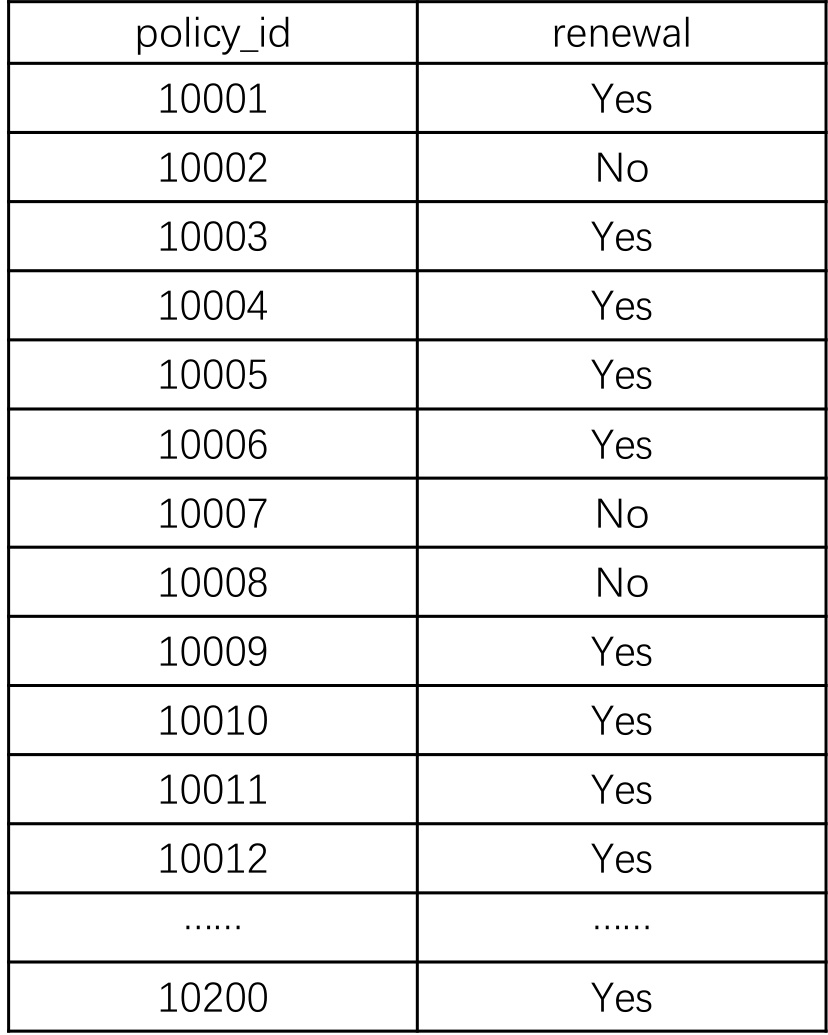 policy_id renewal
10001 Yes
10002 No
10003 Yes
10004 Yes
10005 Yes
10006 Yes
10007 No
10008 No
10009 Yes
10010 Yes
10011 Yes
10012 Yes
...... ......
10200 Yes